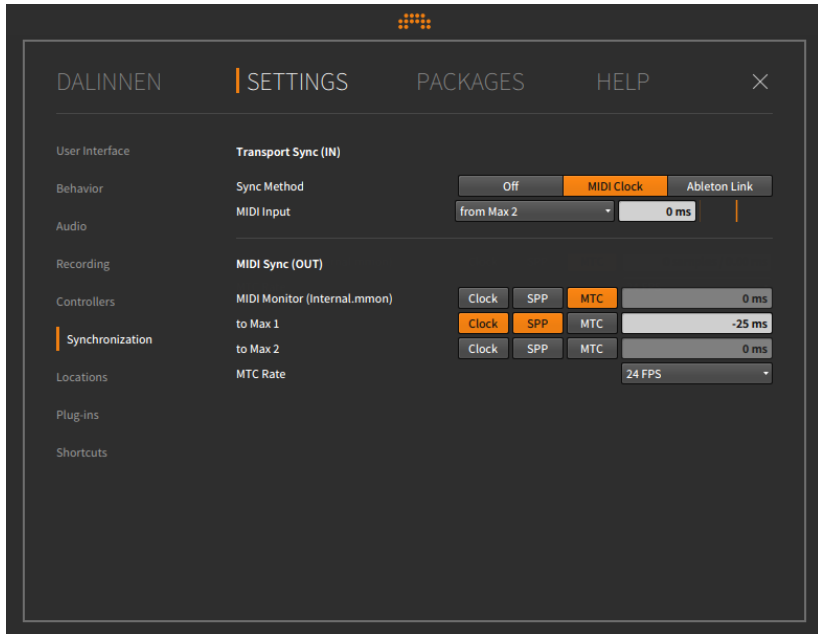 DALINNEN SETTINGS PACKAGES HELP
User Interface
Behavior
Audio
Recording
Controllers
Synchronization
Locations
Plug-ins
Shortcuts
Transport Sync (IN)
Sync Method Off MIDI Clock Ableton Link
MIDI Input from Max 2 0 ms
MIDI Sync (OUT)
MIDI Monitor (Internal.mmon) Clock SPP MTC 0 ms
to Max 1 Clock SPP MTC -25 ms
to Max 2 Clock SPP MTC 0 ms
MTC Rate 24 FPS